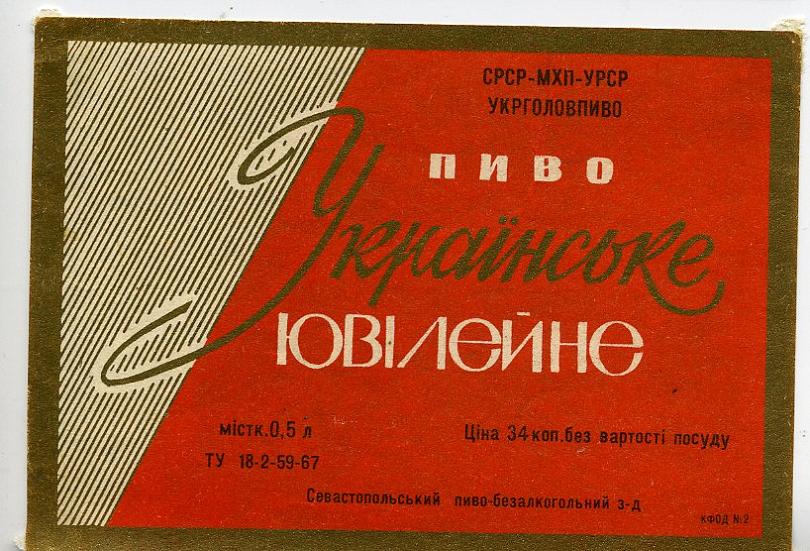 СРСР-МХП-УРСР
УКРГОЛОВПИВО
ПИВО
Українське
ЮВІЛЕЙНЕ
містк.0,5 л
Ціна 34 коп.без вартості посуду
ТУ 18-2-59-67
Севастопольський пиво-безалкогольний з-д
КФОД №2